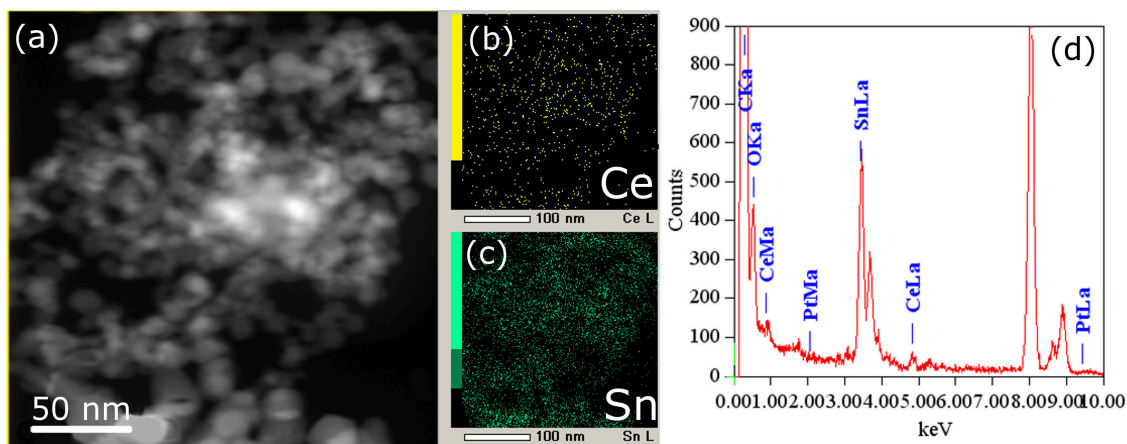 (a)
50 nm
(b)
Ce
100 nm Ce L
(c)
Sn
100 nm Sn L
(d)
900
800
700
600
500
400
300
200
100
0
Counts
CKa
OKa
CeMa
PtMa
SnLa
CeLa
PtLa
0.00 1.00 2.00 3.00 4.00 5.00 6.00 7.00 8.00 9.00 10.00
keV